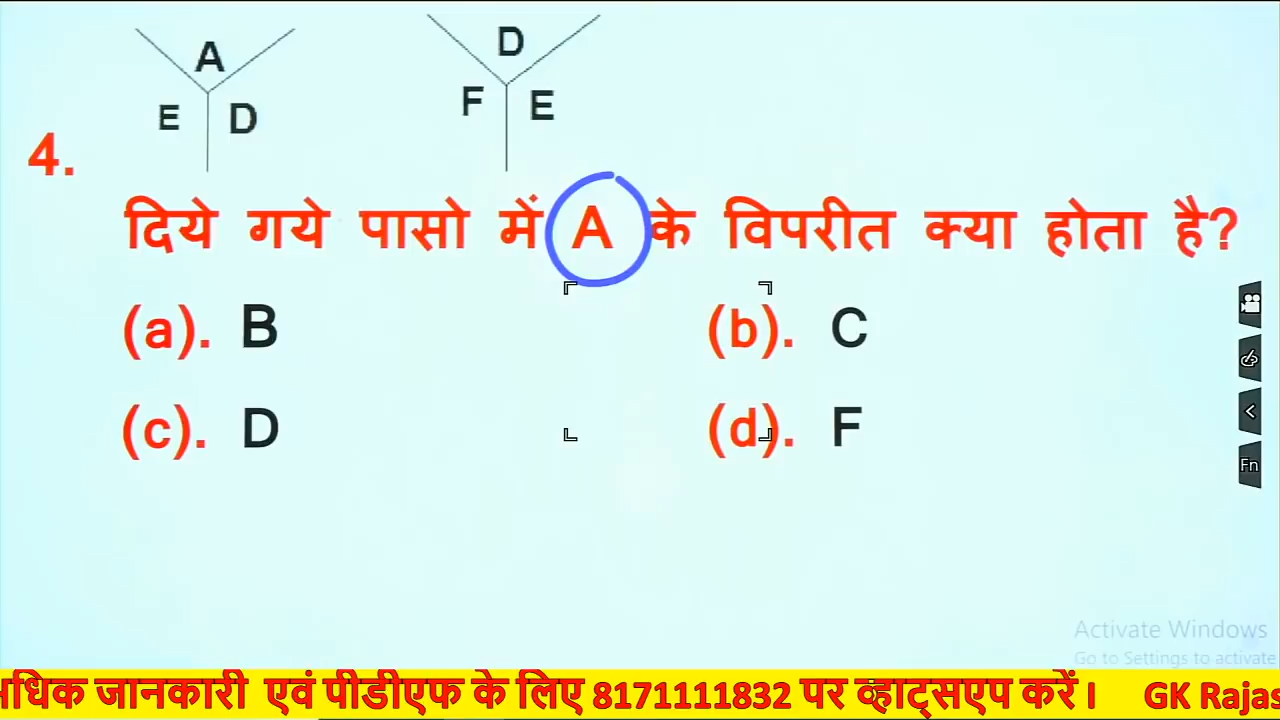 A D
E D F E
4.
दिये गये पासो में A के विपरीत क्या होता है?
(a). B (b). C
(c). D (d). F
Fn
Activate Windows
Go to Settings to activate
अधिक जानकारी एवं पीडीएफ के लिए 8171111832 पर व्हाट्सएप करें। GK Rajas